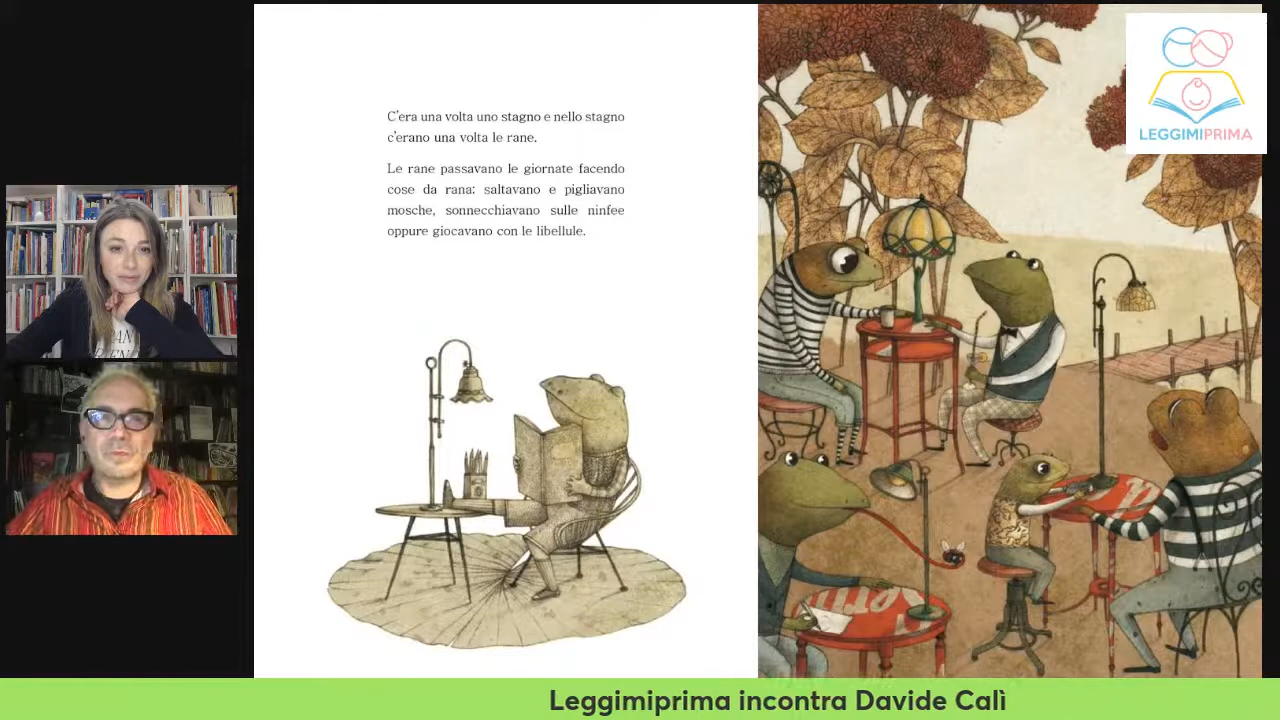 C'era una volta uno stagno e nello stagno
c'erano una volta le rane.
Le rane passavano le giornate facendo
cose da rana: saltavano e pigliavano
mosche, sonnecchiavano sulle ninfee
oppure giocavano con le libellule.
LEGGIMIPRIMA
Leggimiprima incontra Davide Calì